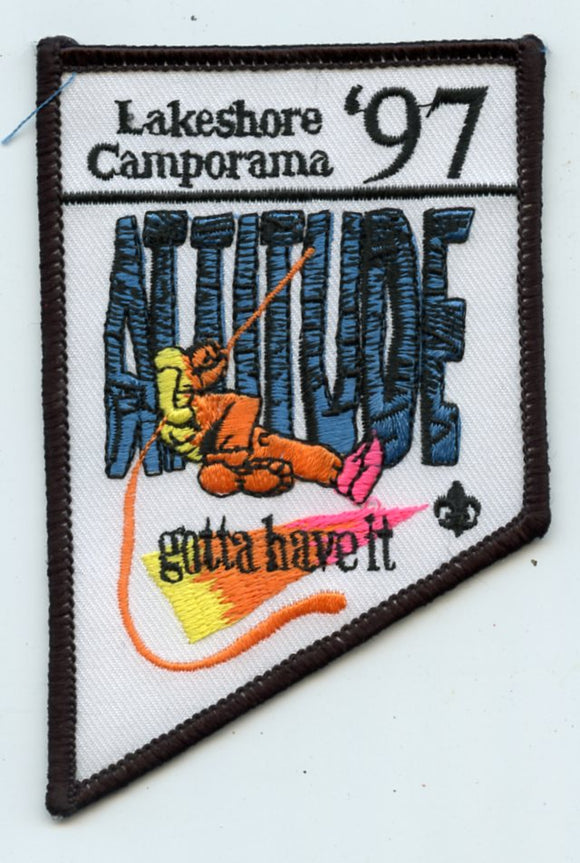 Lakeshore
Camporama '97
ATTITUDE
gotta have it